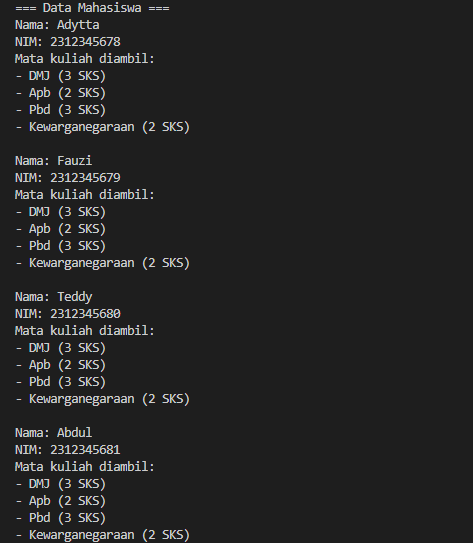 === Data Mahasiswa ===
Nama: Adytta
NIM: 2312345678
Mata kuliah diambil:
- DMJ (3 SKS)
- Apb (2 SKS)
- Pbd (3 SKS)
- Kewarganegaraan (2 SKS)

Nama: Fauzi
NIM: 2312345679
Mata kuliah diambil:
- DMJ (3 SKS)
- Apb (2 SKS)
- Pbd (3 SKS)
- Kewarganegaraan (2 SKS)

Nama: Teddy
NIM: 2312345680
Mata kuliah diambil:
- DMJ (3 SKS)
- Apb (2 SKS)
- Pbd (3 SKS)
- Kewarganegaraan (2 SKS)

Nama: Abdul
NIM: 2312345681
Mata kuliah diambil:
- DMJ (3 SKS)
- Apb (2 SKS)
- Pbd (3 SKS)
- Kewarganegaraan (2 SKS)